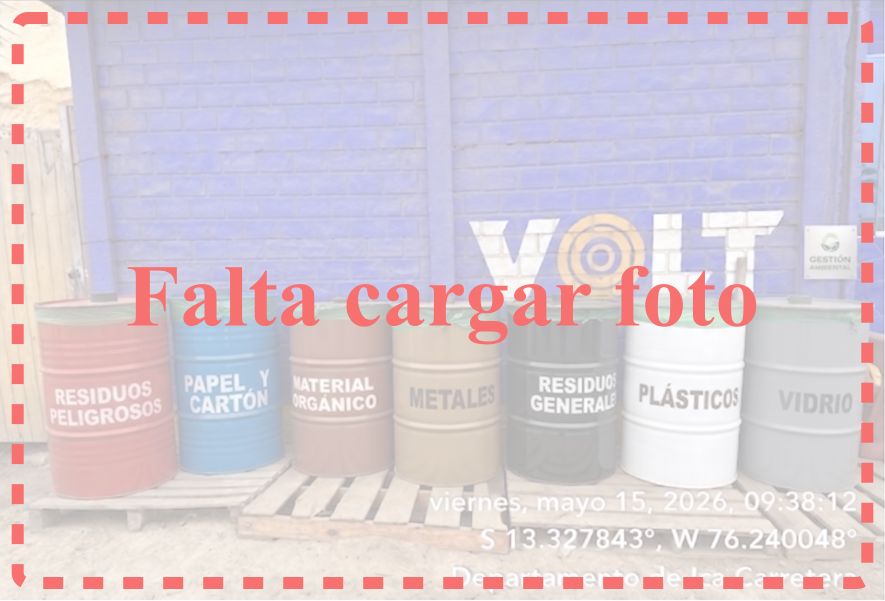 VOLT
GESTIÓN
AMBIENTAL
Falta cargar foto
RESIDUOS
PELIGROSOS
PAPEL Y
CARTÓN
MATERIAL
ORGÁNICO
METALES
RESIDUOS
GENERALE
PLÁSTICOS
VIDRIO
viernes, mayo 15, 2026, 09:38:12
S 13.327843°, W 76.240048°
Departamento de Ica Carretera